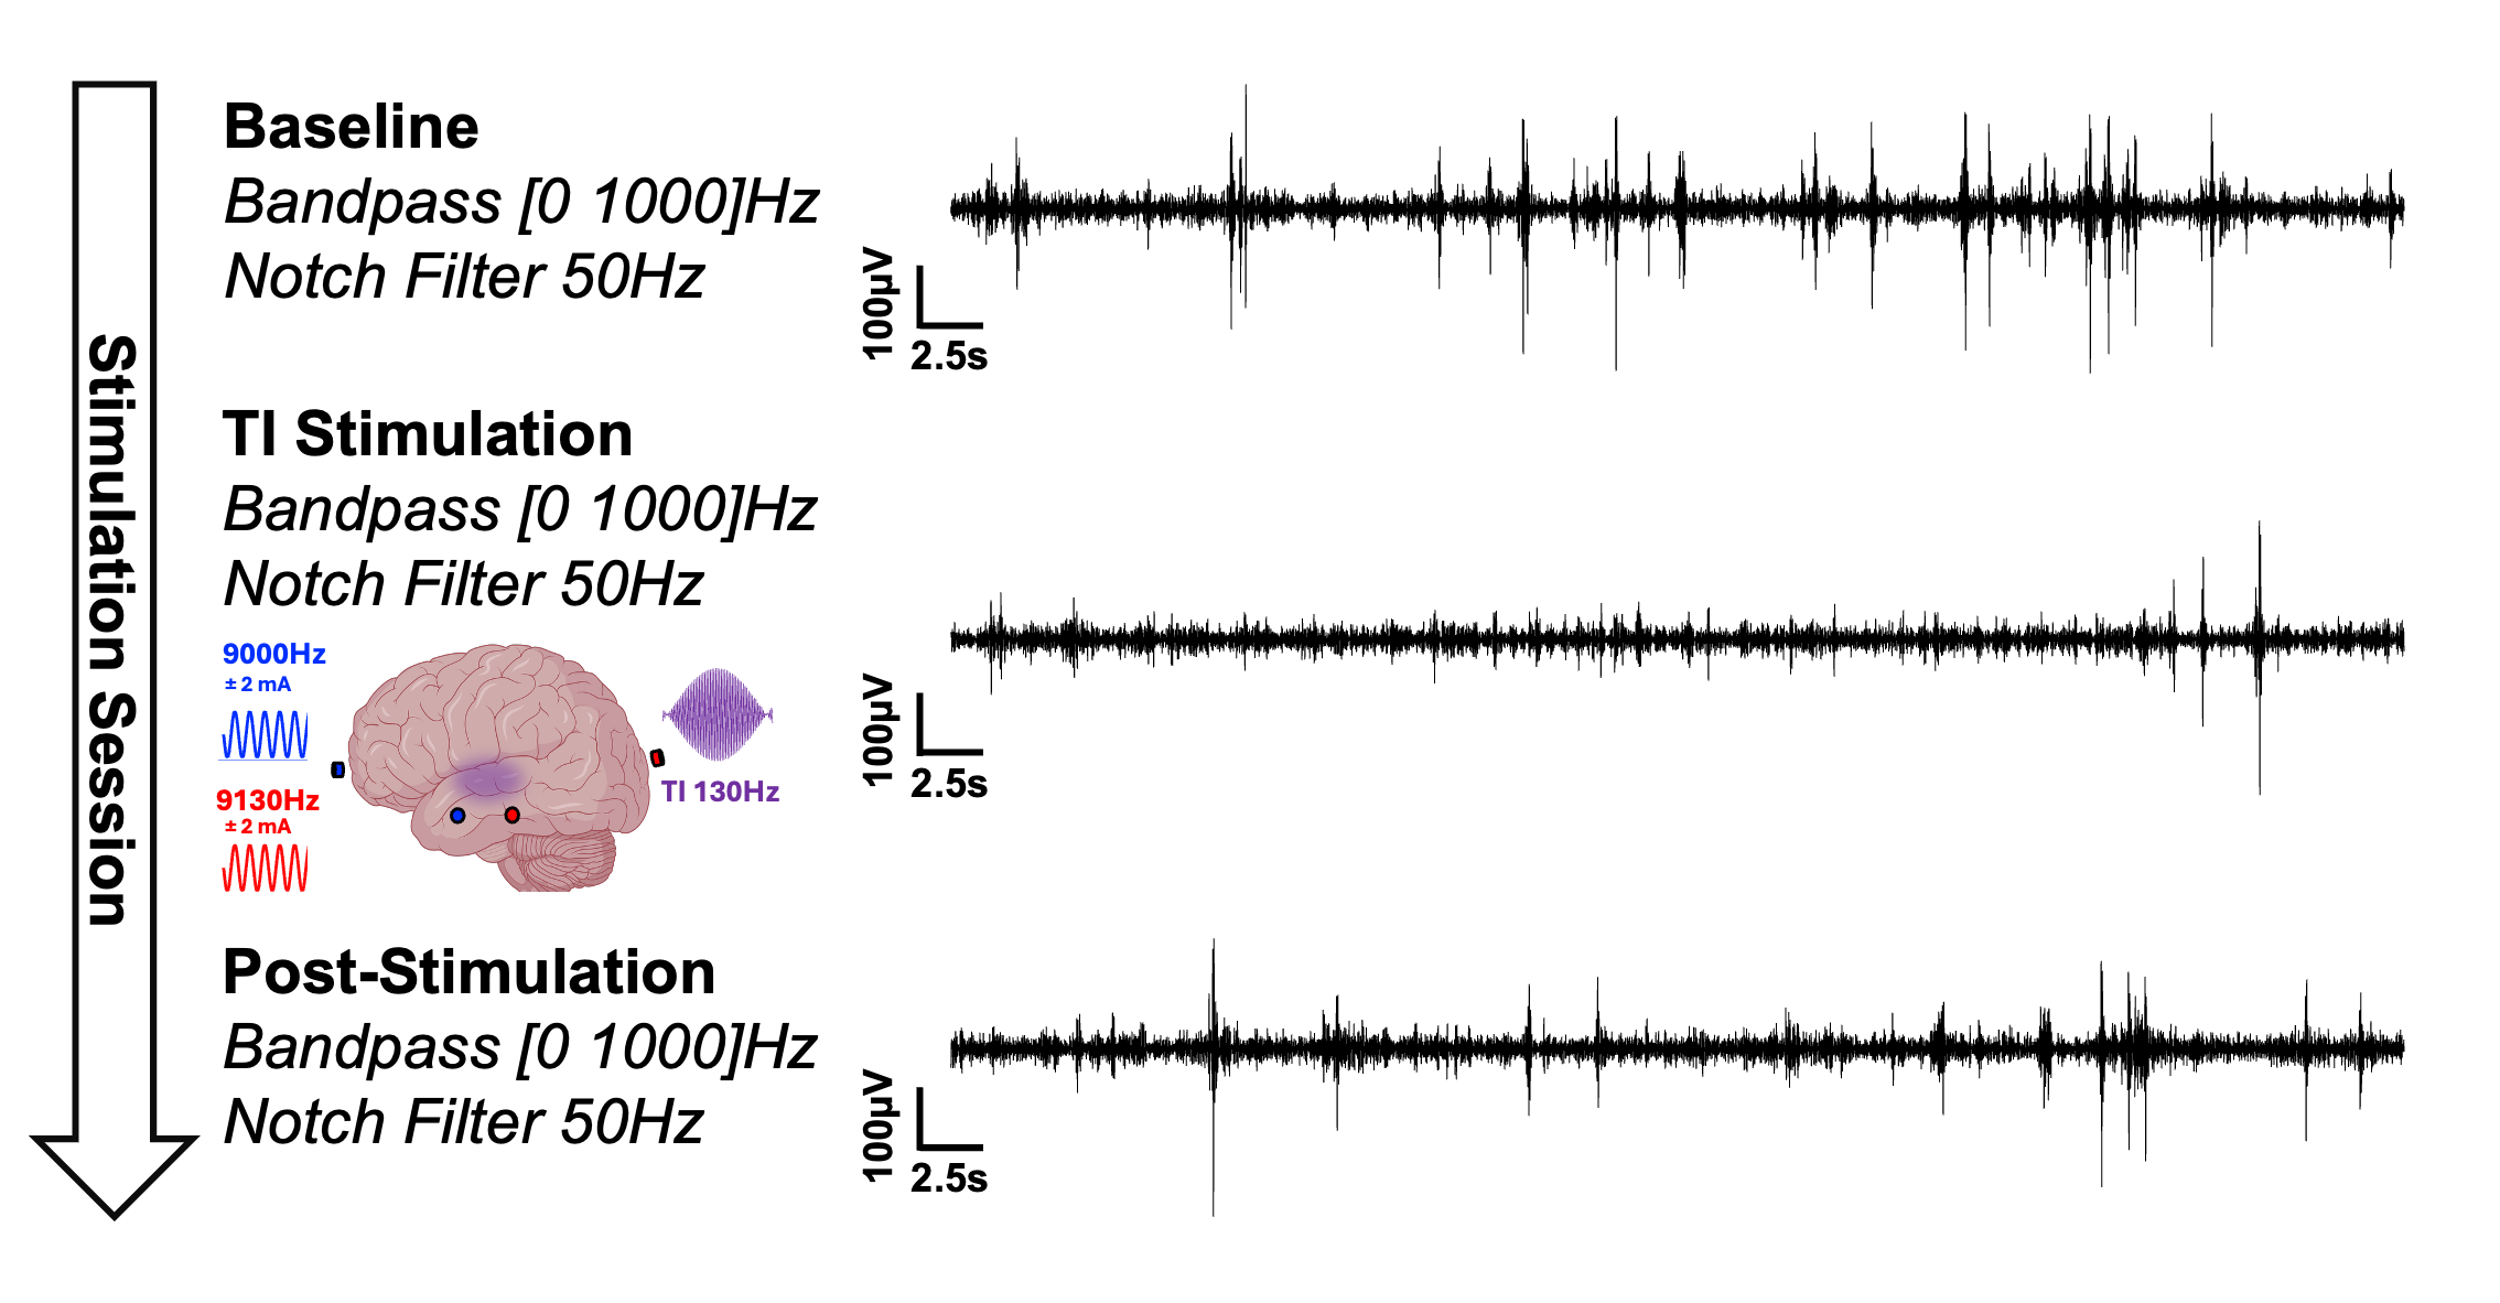 Stimulation Session
Baseline
Bandpass [0 1000]Hz
Notch Filter 50Hz
100µV
2.5s
TI Stimulation
Bandpass [0 1000]Hz
Notch Filter 50Hz
9000Hz
± 2 mA
9130Hz
± 2 mA
TI 130Hz
100µV
2.5s
Post-Stimulation
Bandpass [0 1000]Hz
Notch Filter 50Hz
100µV
2.5s